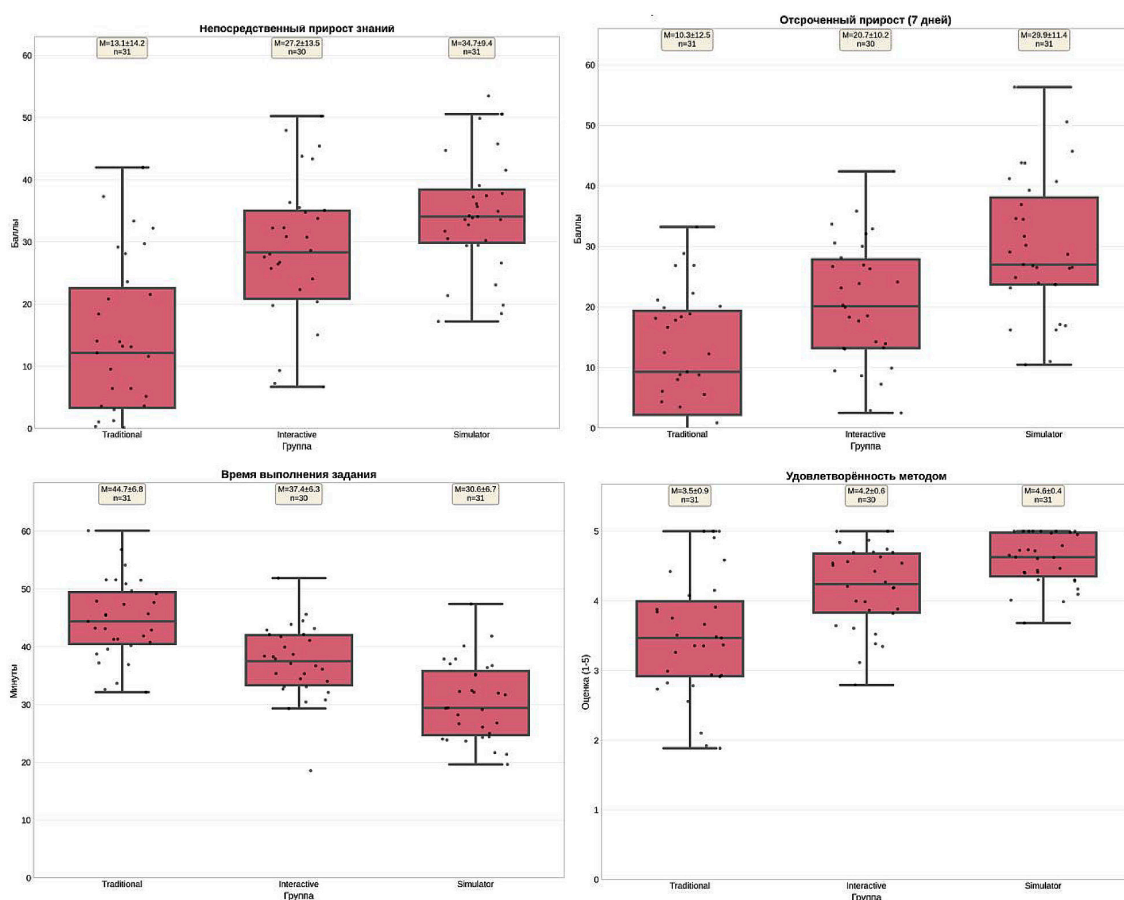 Непосредственный прирост знаний
M=13.1±14.2
n=31
M=27.2±13.5
n=30
M=34.7±9.4
n=31
60
50
40
30
20
10
0
Баллы
Traditional
Interactive
Simulator
Группа
Отсроченный прирост (7 дней)
M=10.3±12.5
n=31
M=20.7±10.2
n=30
M=29.9±11.4
n=31
60
50
40
30
20
10
0
Баллы
Traditional
Interactive
Simulator
Группа
Время выполнения задания
M=44.7±6.8
n=31
M=37.4±6.3
n=30
M=30.6±6.7
n=31
60
50
40
30
20
10
0
Минуты
Traditional
Interactive
Simulator
Группа
Удовлетворённость методом
M=3.5±0.9
n=31
M=4.2±0.6
n=30
M=4.6±0.4
n=31
5
4
3
2
1
0
Оценка (1-5)
Traditional
Interactive
Simulator
Группа